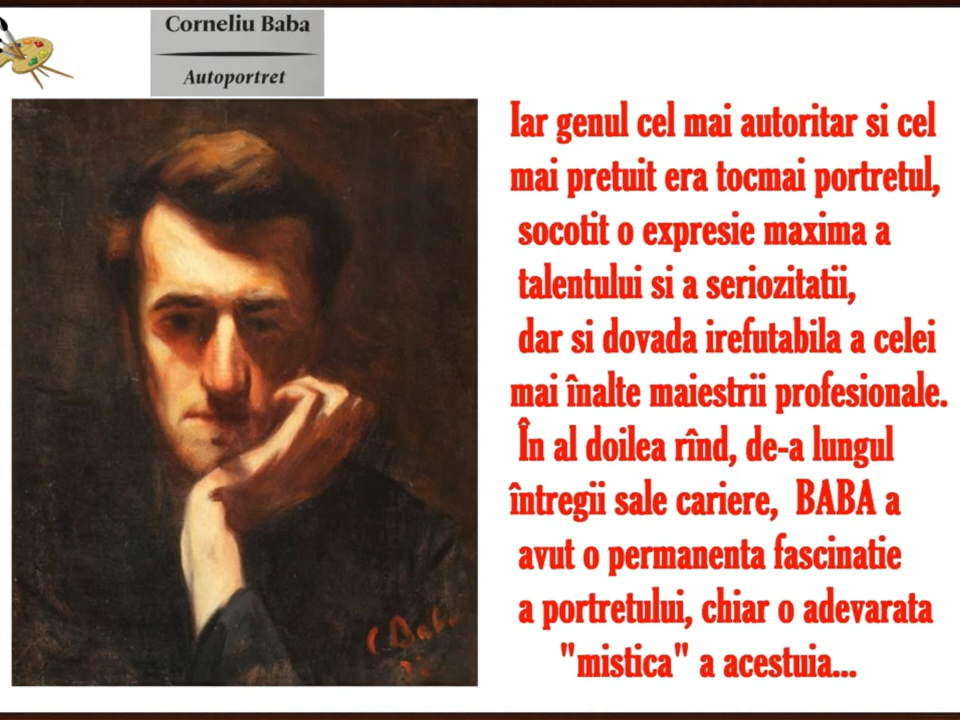 Corneliu Baba
Autoportret
Iar genul cel mai autoritar si cel
mai pretuit era tocmai portretul,
socotit o expresie maxima a
talentului si a seriozitatii,
dar si dovada irefutabila a celei
mai înalte maiestrii profesionale.
În al doilea rînd, de-a lungul
întregii sale cariere, BABA a
avut o permanenta fascinatie
a portretului, chiar o adevarata
"mistica" a acestuia...
C Baba